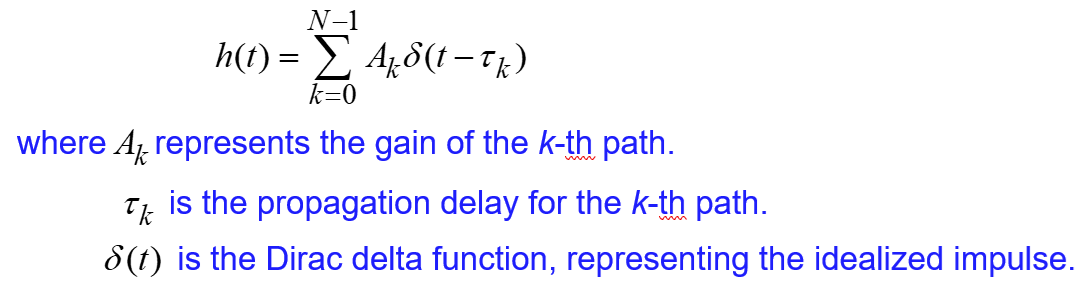 h(t) = \sum_{k=0}^{N-1} A_k δ(t − τ_k)
where A_k represents the gain of the k-th path.
τ_k is the propagation delay for the k-th path.
δ(t) is the Dirac delta function, representing the idealized impulse.